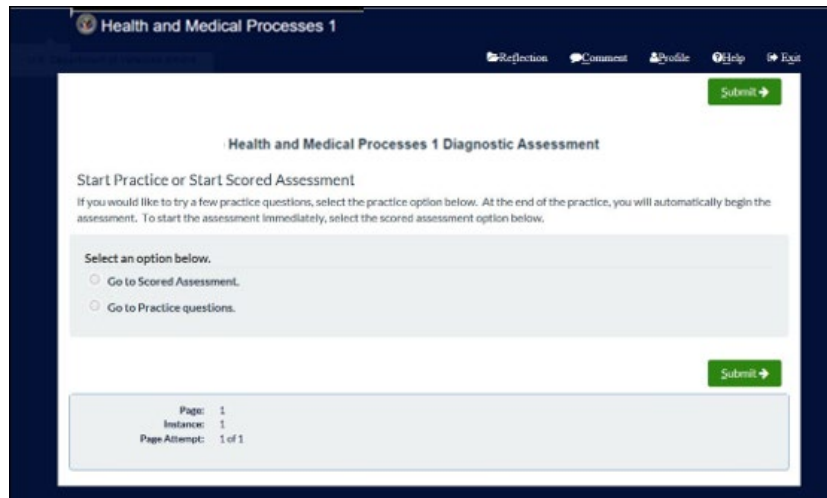 Health and Medical Processes 1
Reflection Comment Profile Help Exit
Submit
Health and Medical Processes 1 Diagnostic Assessment
Start Practice or Start Scored Assessment
If you would like to try a few practice questions, select the practice option below. At the end of the practice, you will automatically begin the
assessment. To start the assessment immediately, select the scored assessment option below.
Select an option below.
Go to Scored Assessment.
Go to Practice questions.
Submit
Page: 1
Instance: 1
Page Attempt: 1 of 1